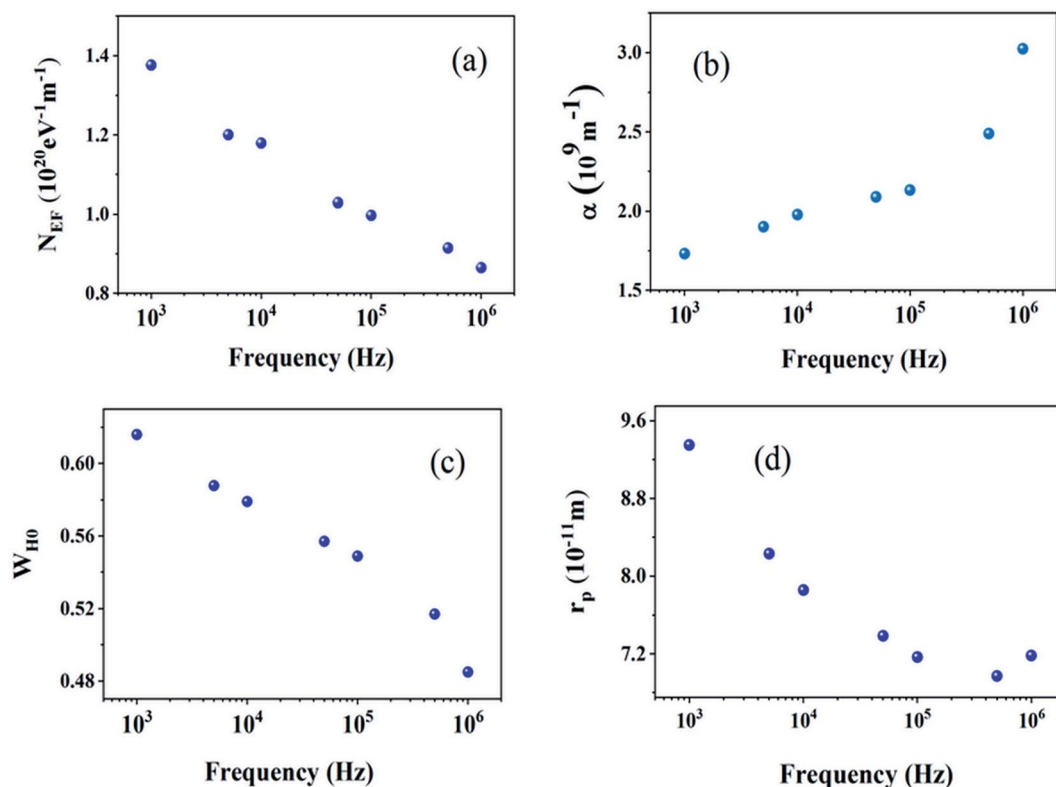 (a)
N_EF (10^20 eV^-1 m^-1)
1.4
1.2
1.0
0.8
10^3 10^4 10^5 10^6
Frequency (Hz)
(b)
α (10^9 m^-1)
3.0
2.5
2.0
1.5
10^3 10^4 10^5 10^6
Frequency (Hz)
(c)
W_H0
0.60
0.56
0.52
0.48
10^3 10^4 10^5 10^6
Frequency (Hz)
(d)
r_p (10^-11 m)
9.6
8.8
8.0
7.2
10^3 10^4 10^5 10^6
Frequency (Hz)